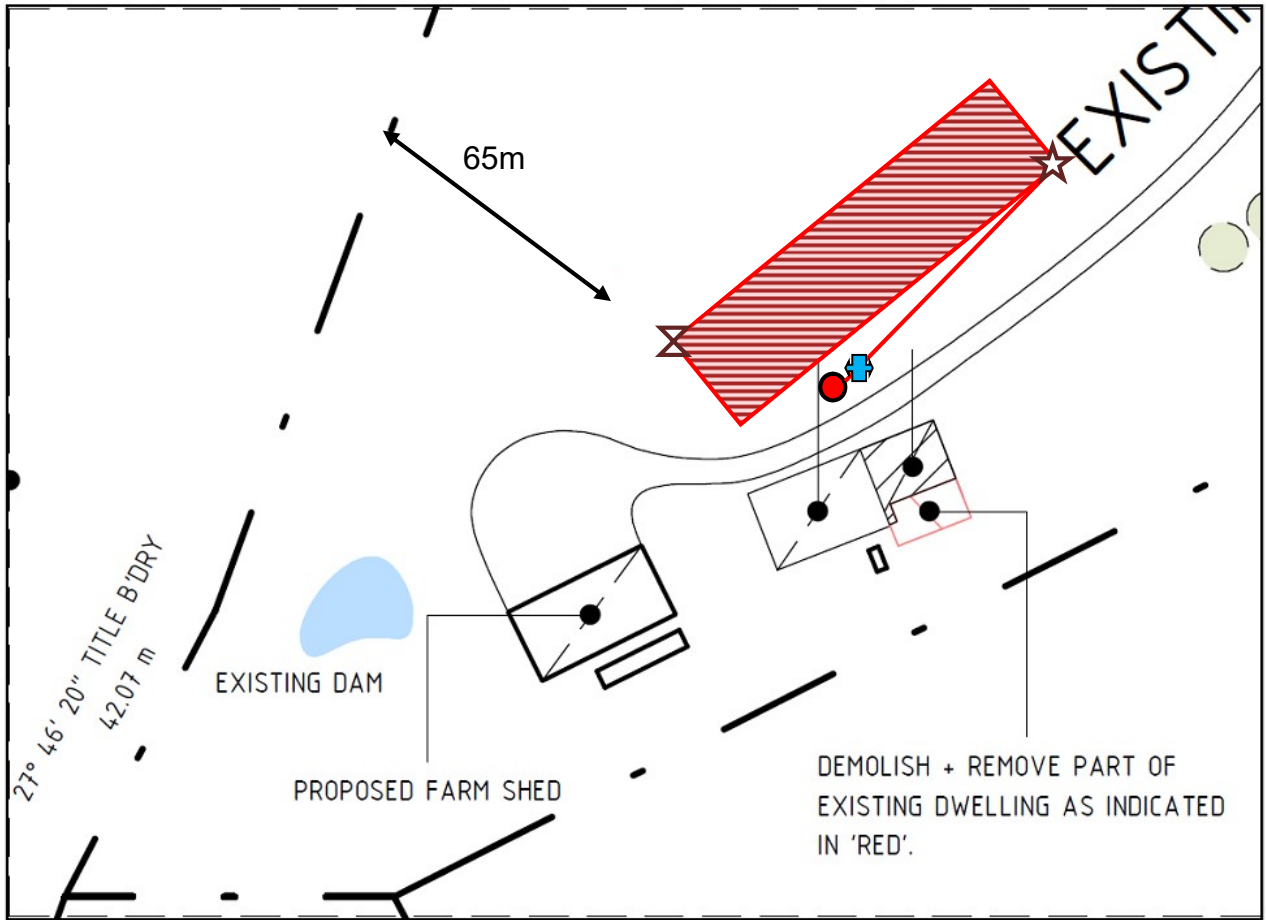 EXISTI
65m
27° 46' 20" TITLE B'DRY
42.07 m
EXISTING DAM
PROPOSED FARM SHED
DEMOLISH + REMOVE PART OF
EXISTING DWELLING AS INDICATED
IN 'RED'.